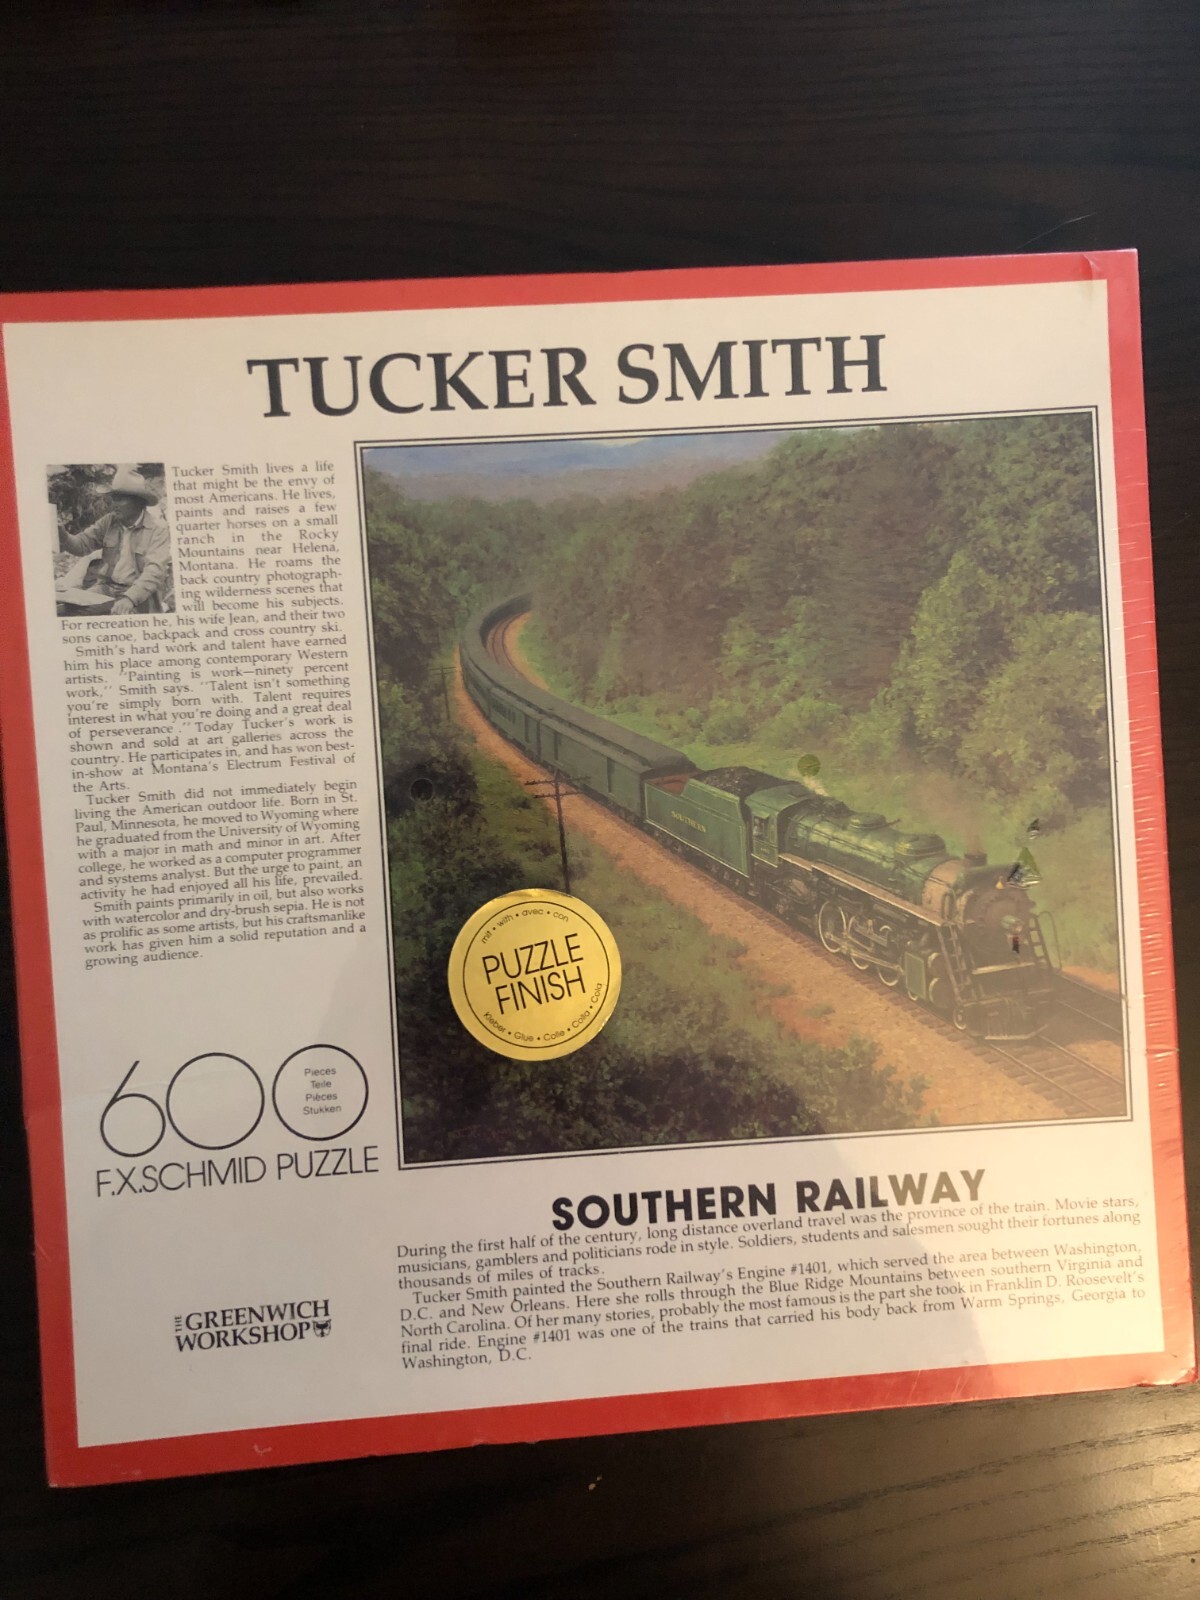 TUCKER SMITH
Tucker Smith lives a life
that might be the envy of
most Americans. He lives,
paints and raises a few
quarter horses on a small
ranch in the Rocky
Mountains near Helena,
Montana. He roams the
back country photograph-
ing wilderness scenes that
will become his subjects.
For recreation he, his wife Jean, and their two
sons canoe, backpack and cross country ski.
Smith's hard work and talent have earned
him his place among contemporary Western
artists. "Painting is work—ninety percent
work," Smith says. "Talent isn't something
you're simply born with. Talent requires
interest in what you're doing and a great deal
of perseverance." Today Tucker's work is
shown and sold at art galleries across the
country. He participates in, and has won best-
in-show at Montana's Electrum Festival of
the Arts.
Tucker Smith did not immediately begin
living the American outdoor life. Born in St.
Paul, Minnesota, he moved to Wyoming where
he graduated from the University of Wyoming
with a major in math and minor in art. After
college, he worked as a computer programmer
and systems analyst. But the urge to paint, an
activity he had enjoyed all his life, prevailed.
Smith paints primarily in oil, but also works
with watercolor and dry-brush sepia. He is not
as prolific as some artists, but his craftsmanlike
work has given him a solid reputation and a
growing audience.
SOUTHERN
mit • with • avec • con
PUZZLE
FINISH
Kleber • Glue • Colle • Colla • Cola
600
Pieces
Teile
Pièces
Stukken
F.X.SCHMID PUZZLE
SOUTHERN RAILWAY
During the first half of the century, long distance overland travel was the province of the train. Movie stars,
musicians, gamblers and politicians rode in style. Soldiers, students and salesmen sought their fortunes along
thousands of miles of tracks.
Tucker Smith painted the Southern Railway's Engine #1401, which served the area between Washington,
D.C. and New Orleans. Here she rolls through the Blue Ridge Mountains between southern Virginia and
North Carolina. Of her many stories, probably the most famous is the part she took in Franklin D. Roosevelt's
final ride. Engine #1401 was one of the trains that carried his body back from Warm Springs, Georgia to
Washington, D.C.
THE
GREENWICH
WORKSHOP